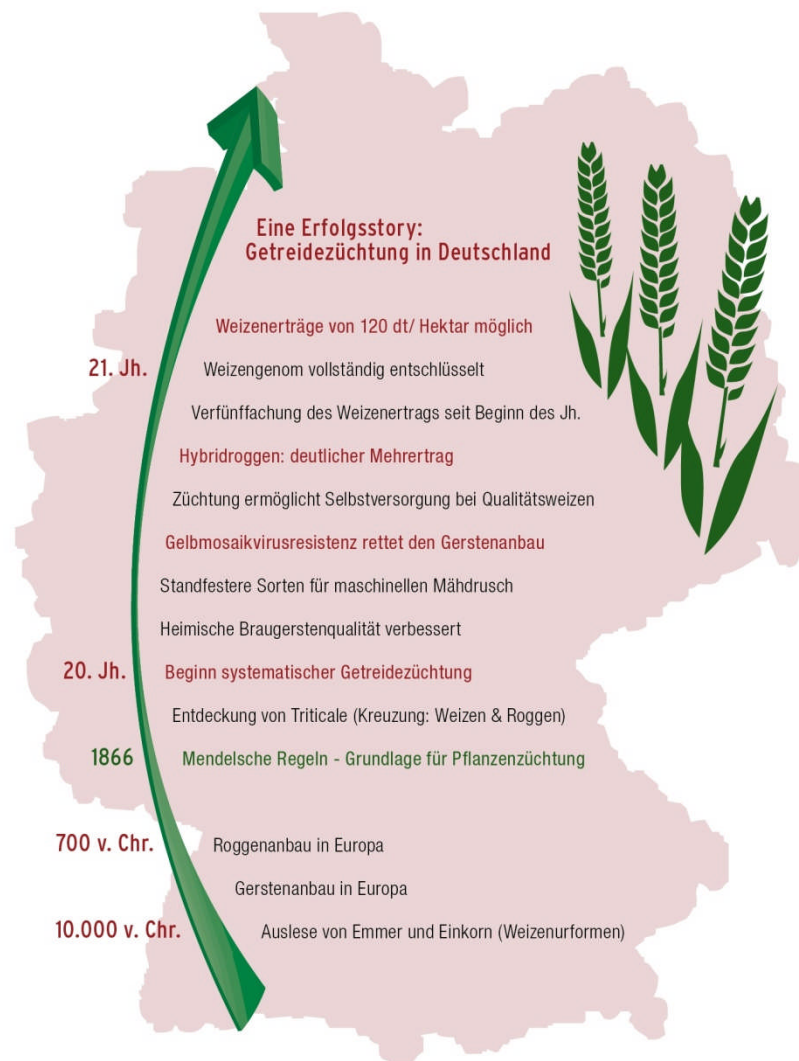 Eine Erfolgsstory:
Getreidezüchtung in Deutschland
Weizenerträge von 120 dt/ Hektar möglich
21. Jh. Weizengenom vollständig entschlüsselt
Verfünffachung des Weizenertrags seit Beginn des Jh.
Hybridroggen: deutlicher Mehrertrag
Züchtung ermöglicht Selbstversorgung bei Qualitätsweizen
Gelbmosaikvirusresistenz rettet den Gerstenanbau
Standfestere Sorten für maschinellen Mähdrusch
Heimische Braugerstenqualität verbessert
20. Jh. Beginn systematischer Getreidezüchtung
Entdeckung von Triticale (Kreuzung: Weizen & Roggen)
1866 Mendelsche Regeln - Grundlage für Pflanzenzüchtung
700 v. Chr. Roggenanbau in Europa
Gerstenanbau in Europa
10.000 v. Chr. Auslese von Emmer und Einkorn (Weizenurformen)